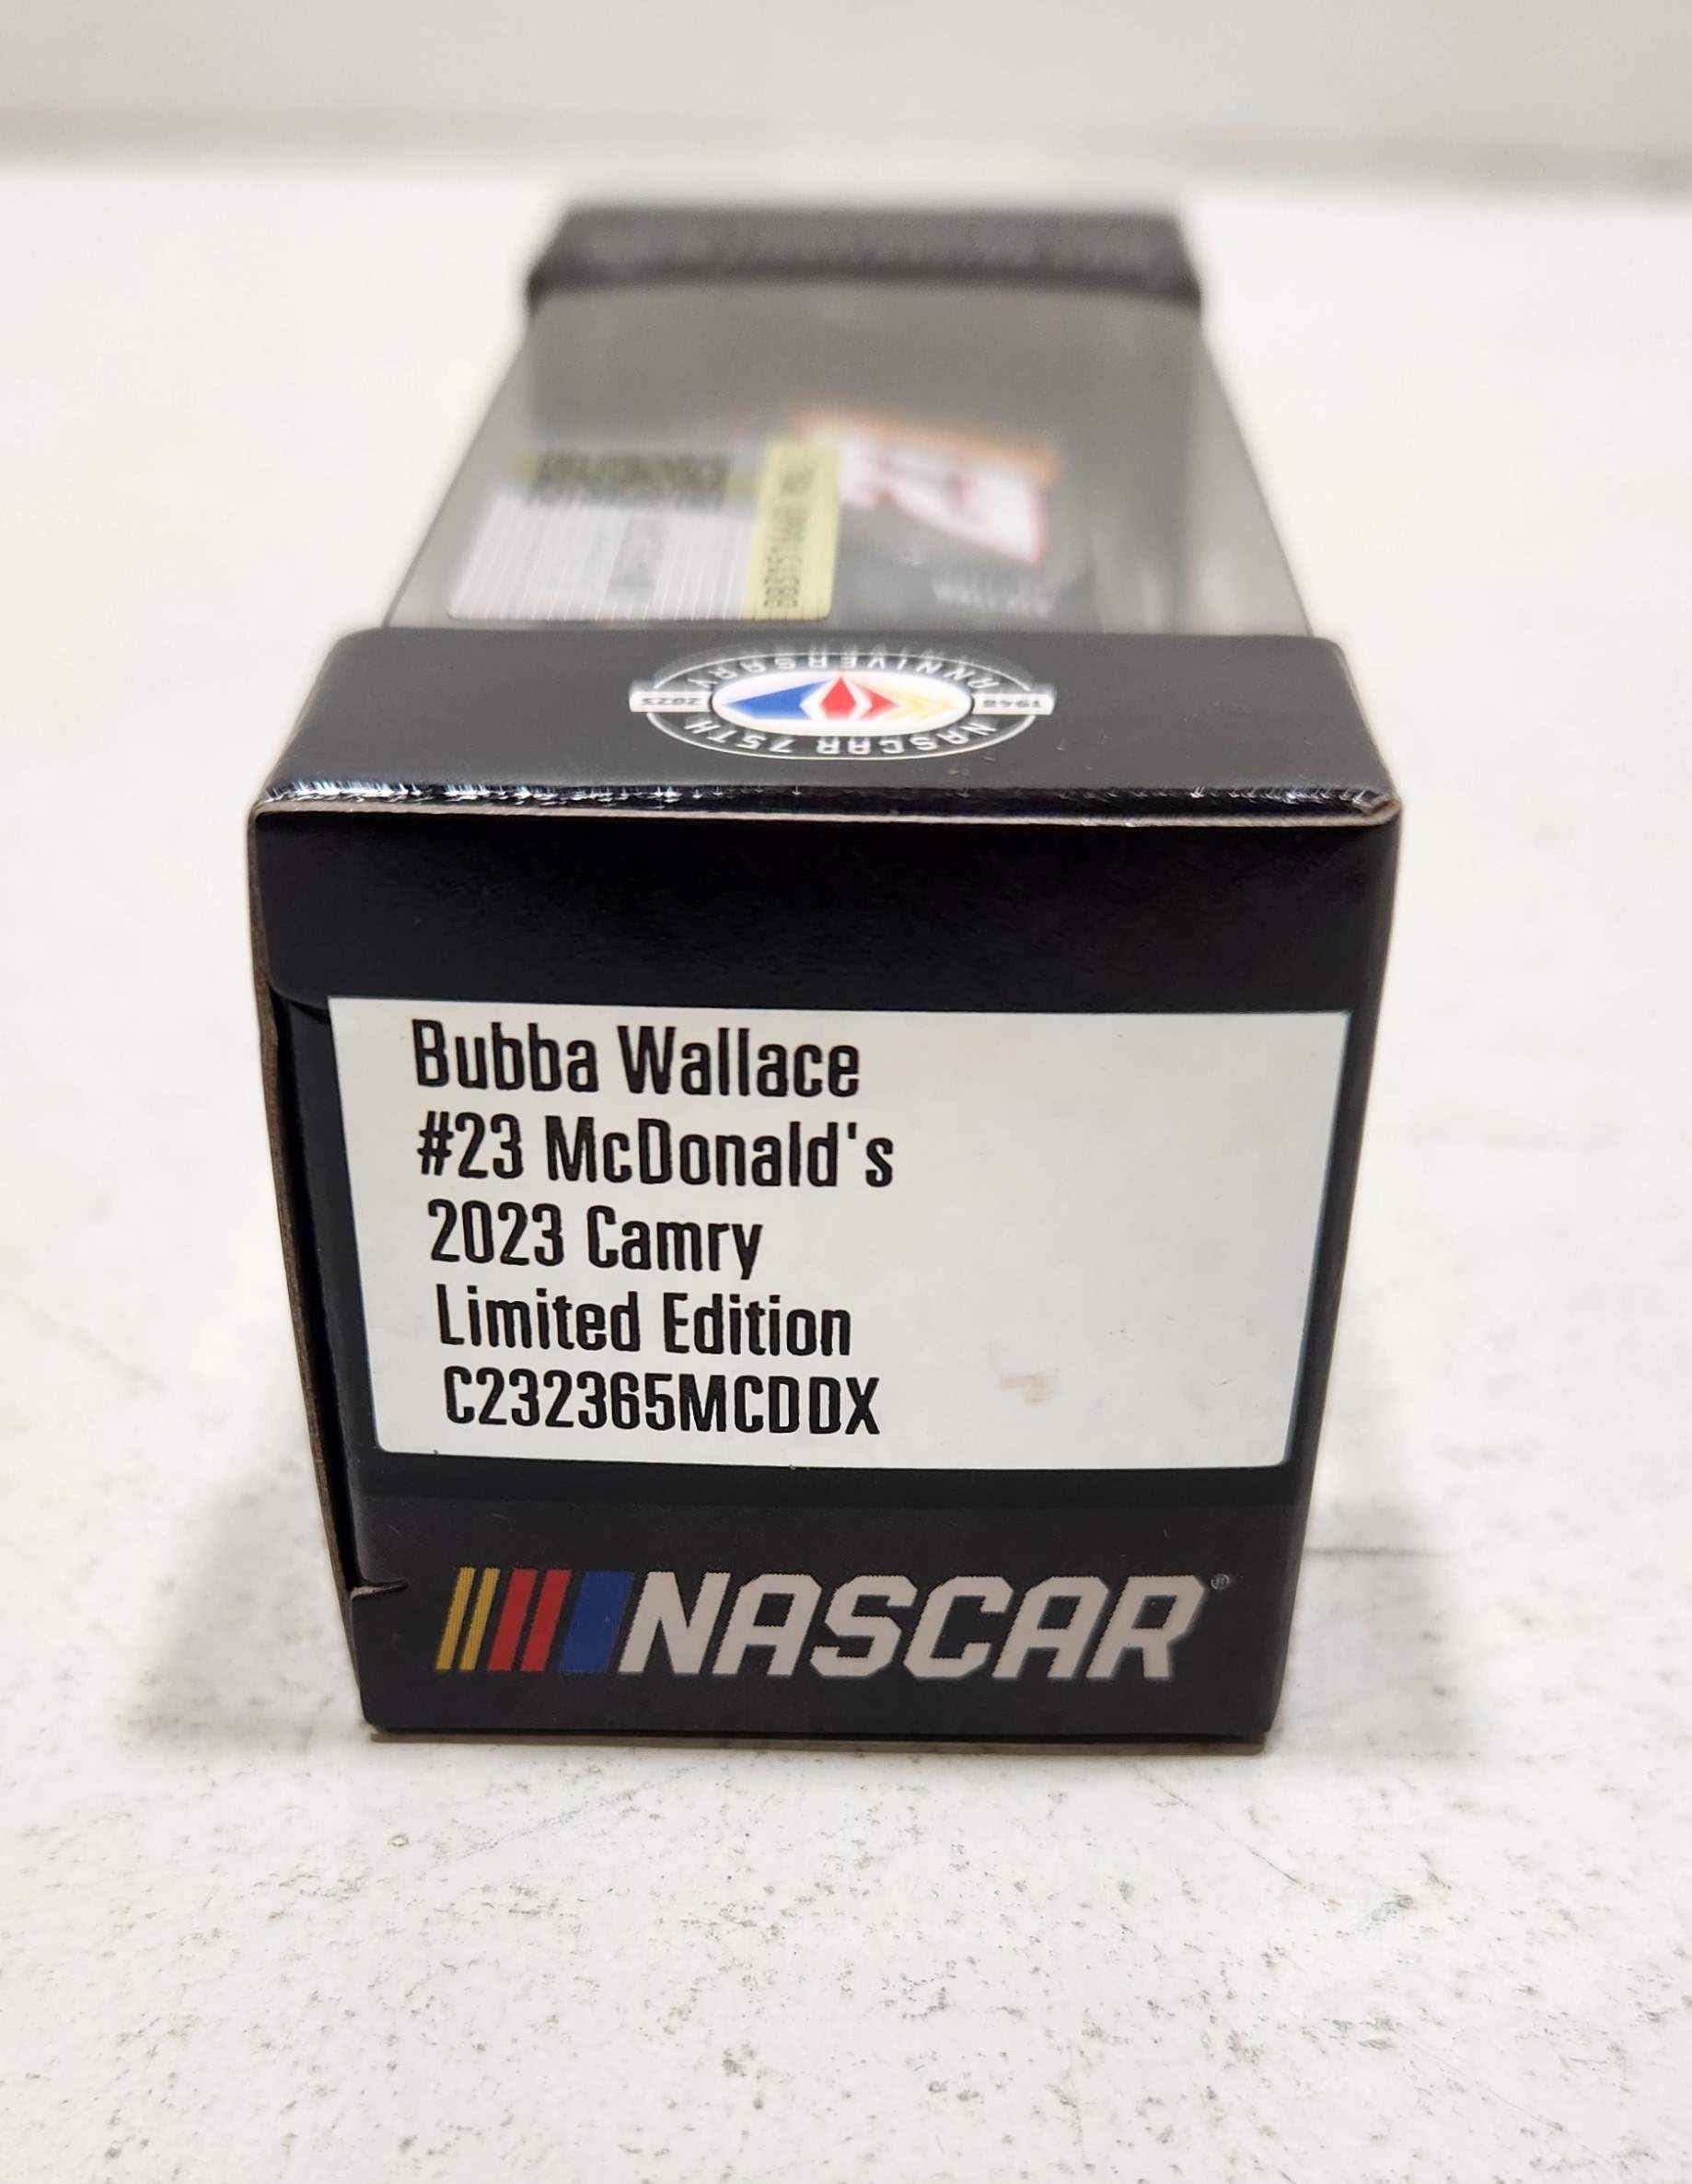 NASCAR 75TH
ANNIVERSARY
1948 2023
Bubba Wallace
#23 McDonald's
2023 Camry
Limited Edition
C232365MCDDX
NASCAR®